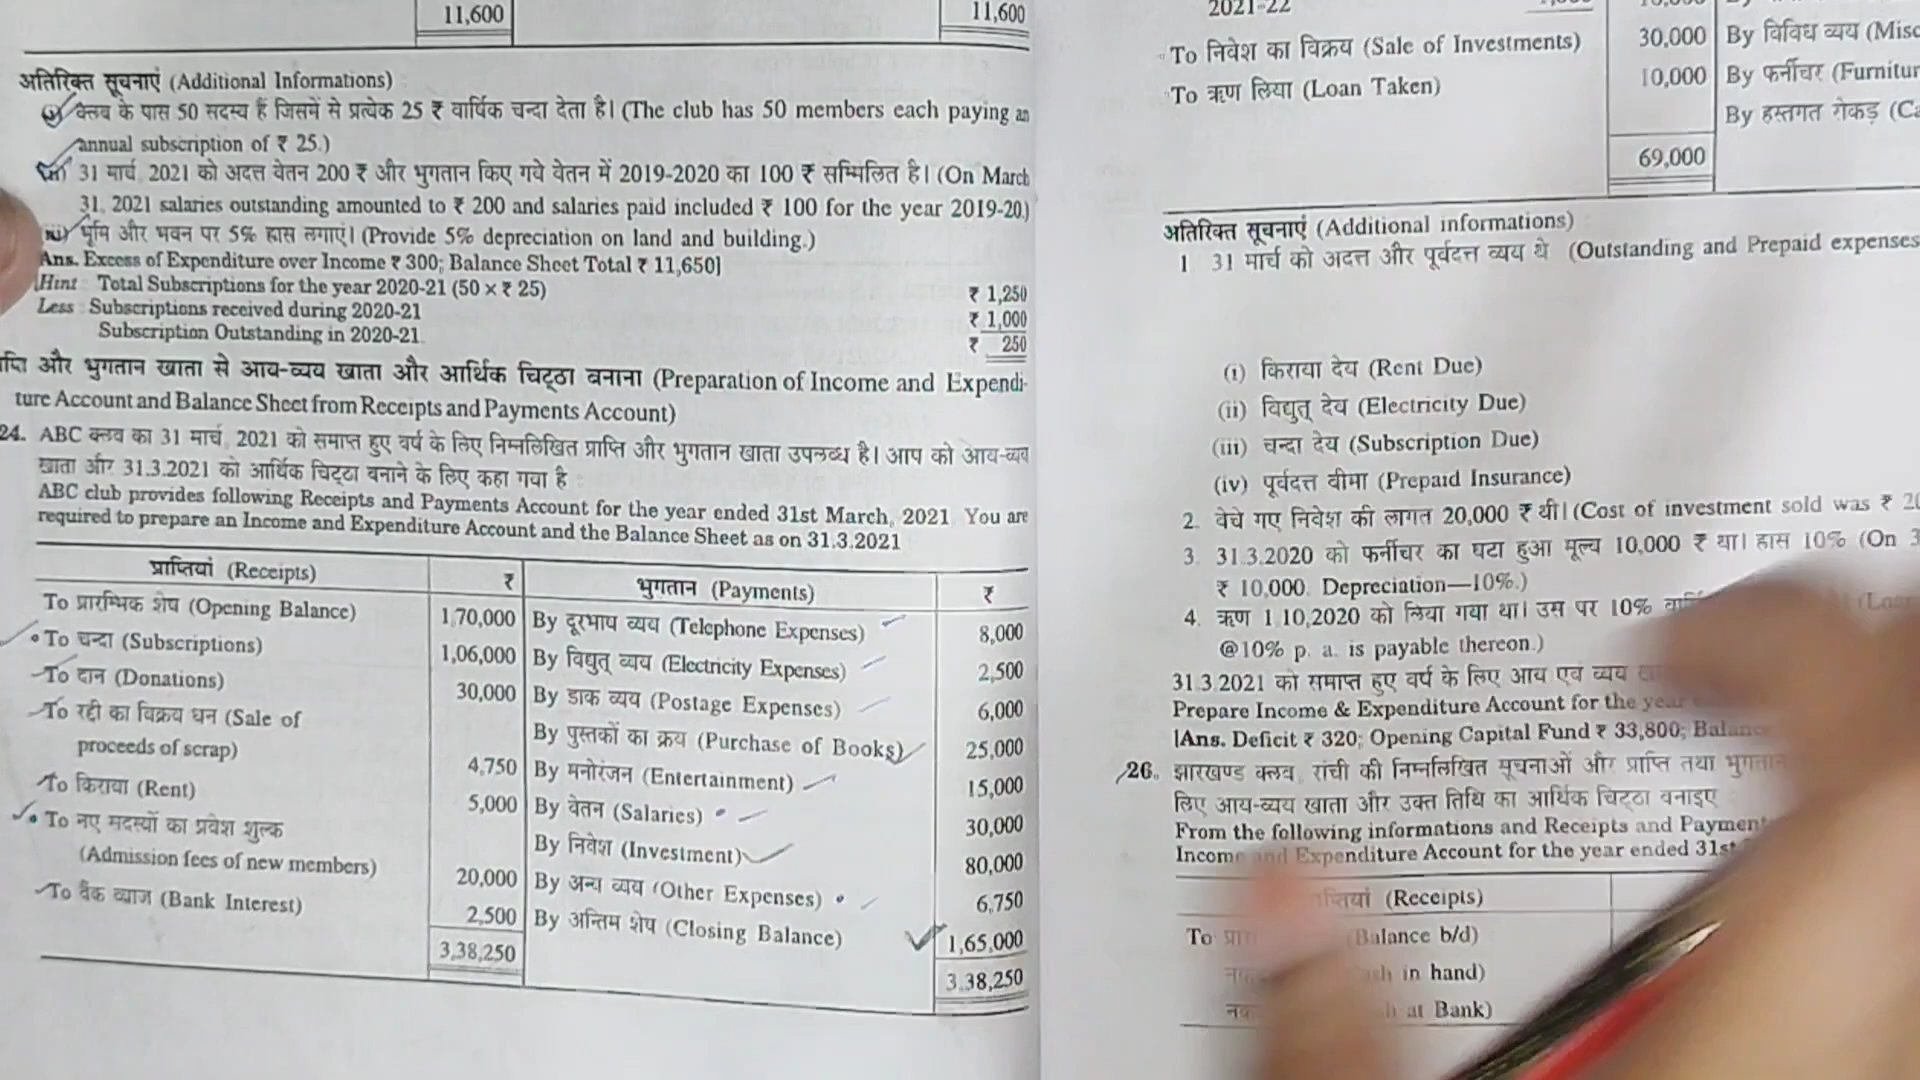 11,600 11,600
अतिरिक्त सूचनाएं (Additional Informations)
क्लब के पास 50 सदस्य हैं जिसमें से प्रत्येक 25 ₹ वार्षिक चन्दा देता है। (The club has 50 members each paying an
annual subscription of ₹ 25.)
31 मार्च, 2021 को अदत्त वेतन 200 ₹ और भुगतान किए गये वेतन में 2019-2020 का 100 ₹ सम्मिलित है। (On March
31, 2021 salaries outstanding amounted to ₹ 200 and salaries paid included ₹ 100 for the year 2019-20.)
भूमि और भवन पर 5% ह्रास लगाएं। (Provide 5% depreciation on land and building.)
Ans. Excess of Expenditure over Income ₹ 300; Balance Sheet Total ₹ 11,650]
Hint : Total Subscriptions for the year 2020-21 (50 × ₹ 25) ₹ 1,250
Less : Subscriptions received during 2020-21 ₹ 1,000
Subscription Outstanding in 2020-21 ₹ 250
और भुगतान खाता से आय-व्यय खाता और आर्थिक चिट्ठा बनाना (Preparation of Income and Expendi-
ture Account and Balance Sheet from Receipts and Payments Account)
24. ABC क्लब का 31 मार्च, 2021 को समाप्त हुए वर्ष के लिए निम्नलिखित प्राप्ति और भुगतान खाता उपलब्ध है। आप को आय-व्यय
खाता और 31.3.2021 को आर्थिक चिट्ठा बनाने के लिए कहा गया है :
ABC club provides following Receipts and Payments Account for the year ended 31st March, 2021 You are
required to prepare an Income and Expenditure Account and the Balance Sheet as on 31.3.2021
प्राप्तियां (Receipts) ₹ भुगतान (Payments) ₹
To प्रारम्भिक शेष (Opening Balance) 1,70,000 By दूरभाष व्यय (Telephone Expenses) 8,000
To चन्दा (Subscriptions) 1,06,000 By विद्युत् व्यय (Electricity Expenses) 2,500
To दान (Donations) 30,000 By डाक व्यय (Postage Expenses) 6,000
To रद्दी का विक्रय धन (Sale of By पुस्तकों का क्रय (Purchase of Books) 25,000
proceeds of scrap) 4,750 By मनोरंजन (Entertainment) 15,000
To किराया (Rent) 5,000 By वेतन (Salaries) 30,000
To नए सदस्यों का प्रवेश शुल्क By निवेश (Investment) 80,000
(Admission fees of new members) 20,000 By अन्य व्यय (Other Expenses) 6,750
To बैंक ब्याज (Bank Interest) 2,500 By अन्तिम शेष (Closing Balance) 1,65,000
3,38,250 3,38,250
2021-22
To निवेश का विक्रय (Sale of Investments) 30,000 By विविध व्यय (Misc
To ऋण लिया (Loan Taken) 10,000 By फर्नीचर (Furnitur
By हस्तगत रोकड़ (Ca
69,000
अतिरिक्त सूचनाएं (Additional informations)
1 31 मार्च को अदत्त और पूर्वदत्त व्यय थे (Outstanding and Prepaid expenses
(i) किराया देय (Rent Due)
(ii) विद्युत् देय (Electricity Due)
(iii) चन्दा देय (Subscription Due)
(iv) पूर्वदत्त बीमा (Prepaid Insurance)
2. बेचे गए निवेश की लागत 20,000 ₹ थी। (Cost of investment sold was ₹
3. 31.3.2020 को फर्नीचर का घटा हुआ मूल्य 10,000 ₹ था। ह्रास 10% (On 3
₹ 10,000. Depreciation—10%.)
4. ऋण 1.10.2020 को लिया गया था। उस पर 10%
@10% p. a. is payable thereon.)
31.3.2021 को समाप्त हुए वर्ष के लिए आय एवं व्यय
Prepare Income & Expenditure Account for the year
[Ans. Deficit ₹ 320; Opening Capital Fund ₹ 33,800; Balance
26. झारखण्ड क्लब, रांची की निम्नलिखित सूचनाओं और प्राप्ति तथा भुगतान
लिए आय-व्यय खाता और उक्त तिथि का आर्थिक चिट्ठा बनाइए
From the following informations and Receipts and Payment
Income and Expenditure Account for the year ended 31st
(Receipts)
To (Balance b/d)
in hand)
at Bank)